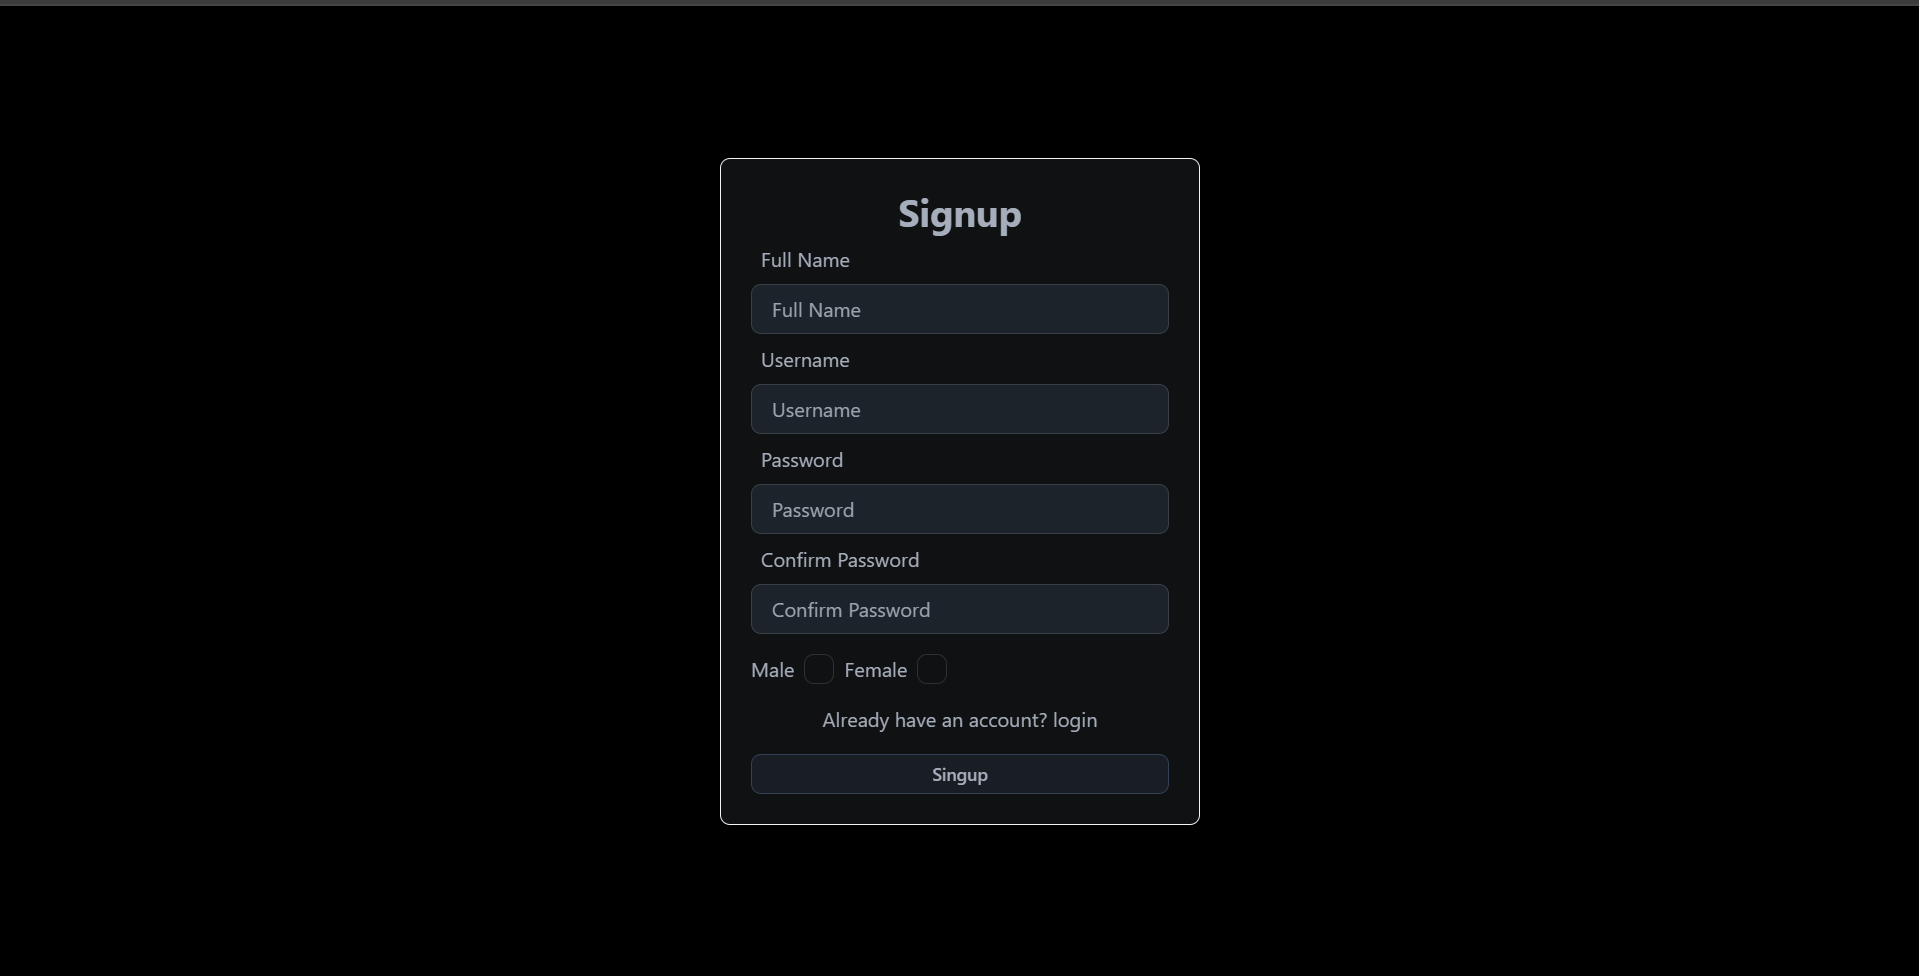 Signup
Full Name
Full Name
Username
Username
Password
Password
Confirm Password
Confirm Password
Male Female
Already have an account? login
Singup